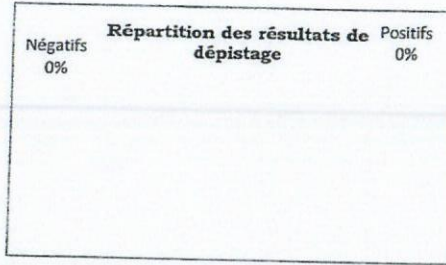 Répartition des résultats de dépistage
Négatifs
0%
Positifs
0%